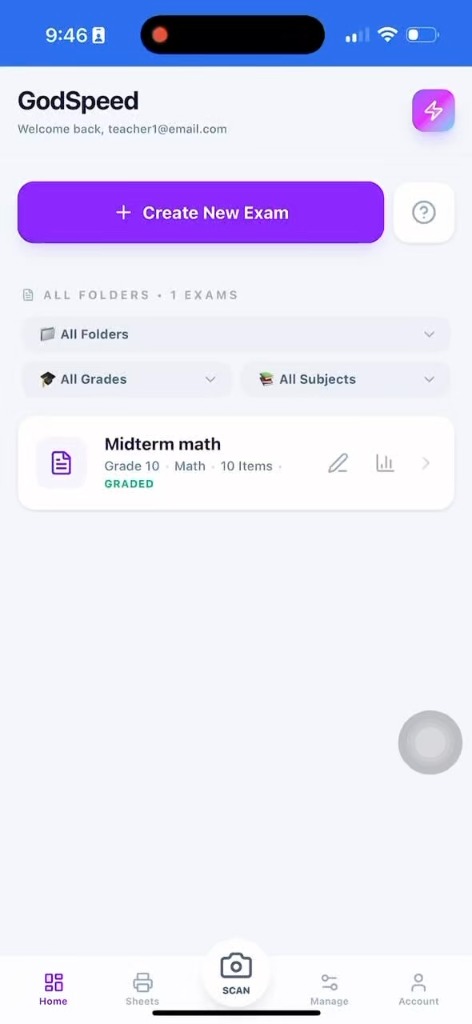 9:46
GodSpeed
Welcome back, teacher1@email.com
+ Create New Exam
?
ALL FOLDERS • 1 EXAMS
All Folders
All Grades
All Subjects
Midterm math
Grade 10 · Math · 10 Items ·
GRADED
Home
Sheets
SCAN
Manage
Account